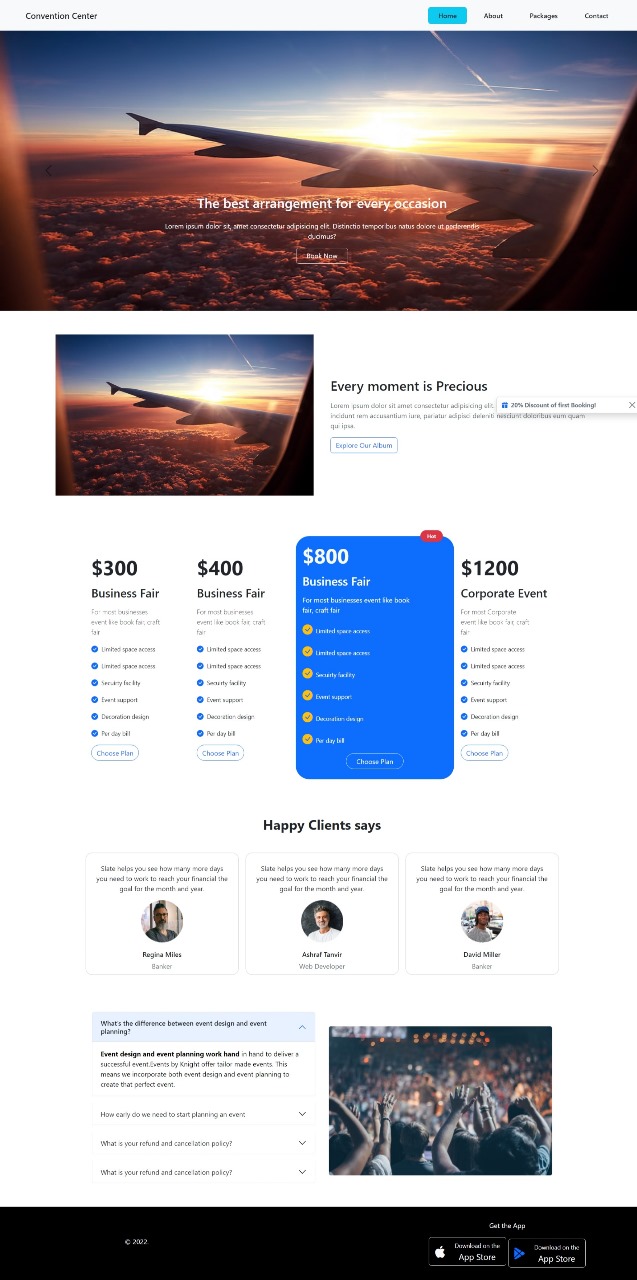 Convention Center
Home
About
Packages
Contact
The best arrangement for every occasion
Lorem ipsum dolor sit, amet consectetur adipisicing elit. Distinctio temporibus natus dolore ut perferendis
ducimus?
Book Now
Every moment is Precious
Lorem ipsum dolor sit amet consectetur adipisicing elit.
20% Discount of first Booking!
incidunt rem accusantium iure, pariatur adipisci deleniti nesciunt doloribus eum quam
qui ipsa.
Explore Our Album
$300
Business Fair
For most businesses
event like book fair, craft
fair
Limited space access
Limited space access
Secuirty facility
Event support
Decoration design
Per day bill
Choose Plan
$400
Business Fair
For most businesses
event like book fair, craft
fair
Limited space access
Limited space access
Secuirty facility
Event support
Decoration design
Per day bill
Choose Plan
Hot
$800
Business Fair
For most businesses event like book
fair, craft fair
Limited space access
Limited space access
Secuirty facility
Event support
Decoration design
Per day bill
Choose Plan
$1200
Corporate Event
For most Corporate
event like book fair, craft
fair
Limited space access
Limited space access
Secuirty facility
Event support
Decoration design
Per day bill
Choose Plan
Happy Clients says
Slate helps you see how many more days
you need to work to reach your financial the
goal for the month and year.
Regina Miles
Banker
Slate helps you see how many more days
you need to work to reach your financial the
goal for the month and year.
Ashraf Tanvir
Web Developer
Slate helps you see how many more days
you need to work to reach your financial the
goal for the month and year.
David Miller
Banker
What's the difference between event design and event
planning?
Event design and event planning work hand in hand to deliver a
successful event.Events by Knight offer tailor made events. This
means we incorporate both event design and event planning to
create that perfect event.
How early do we need to start planning an event
What is your refund and cancellation policy?
What is your refund and cancellation policy?
© 2022.
Get the App
Download on the
App Store
Download on the
App Store